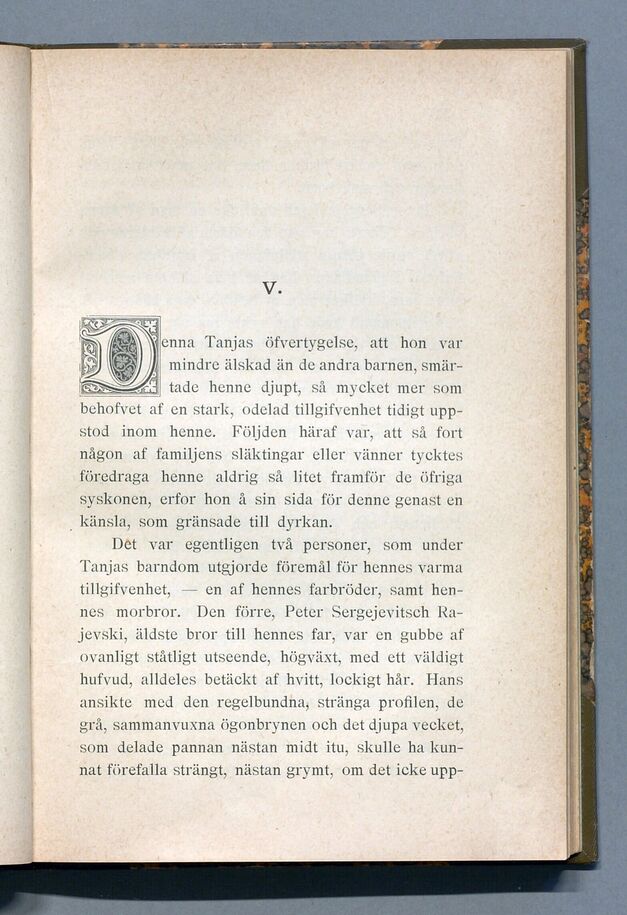 V.
Denna Tanjas öfvertygelse, att hon var
mindre älskad än de andra barnen, smär-
tade henne djupt, så mycket mer som
behofvet af en stark, odelad tillgifvenhet tidigt upp-
stod inom henne. Följden häraf var, att så fort
någon af familjens släktingar eller vänner tycktes
föredraga henne aldrig så litet framför de öfriga
syskonen, erfor hon å sin sida för denne genast en
känsla, som gränsade till dyrkan.
Det var egentligen två personer, som under
Tanjas barndom utgjorde föremål för hennes varma
tillgifvenhet, — en af hennes farbröder, samt hen-
nes morbror. Den förre, Peter Sergejevitsch Ra-
jevski, äldste bror till hennes far, var en gubbe af
ovanligt ståtligt utseende, högväxt, med ett väldigt
hufvud, alldeles betäckt af hvitt, lockigt hår. Hans
ansikte med den regelbundna, stränga profilen, de
grå, sammanvuxna ögonbrynen och det djupa vecket,
som delade pannan nästan midt itu, skulle ha kun-
nat förefalla strängt, nästan grymt, om det icke upp-